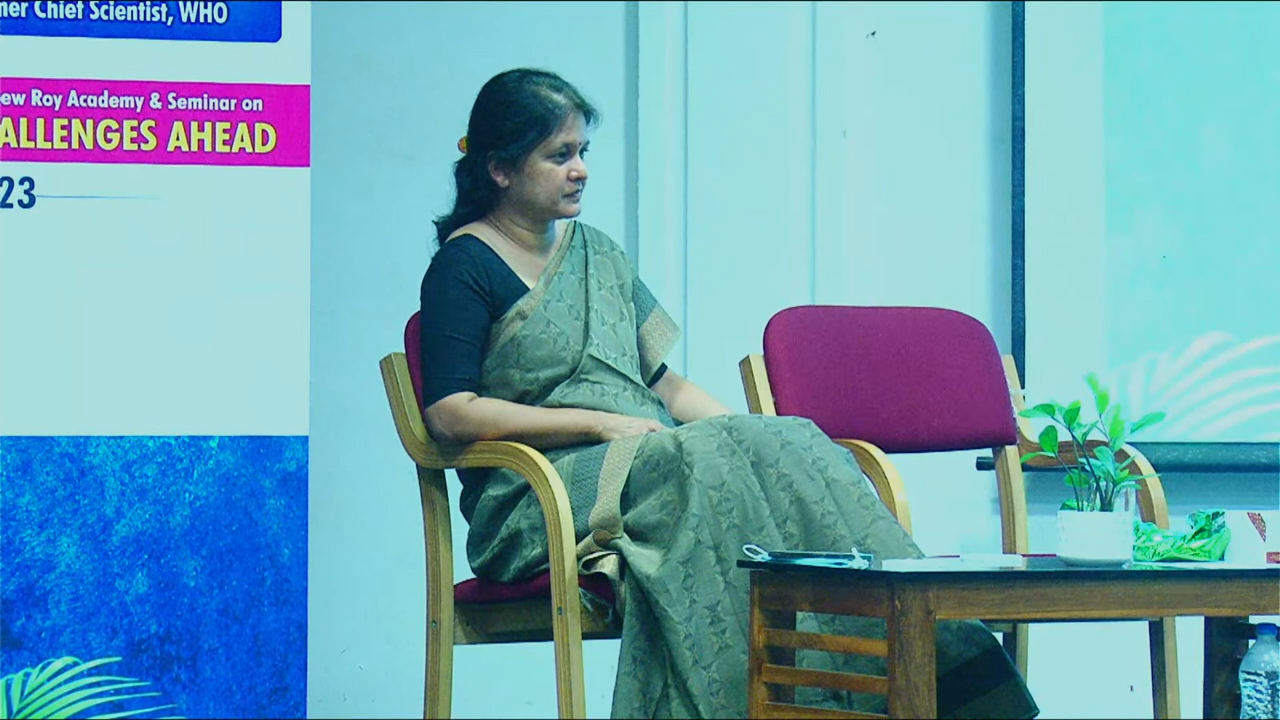 ner Chief Scientist, WHO
ew Roy Academy & Seminar on
ALLENGES AHEAD
23